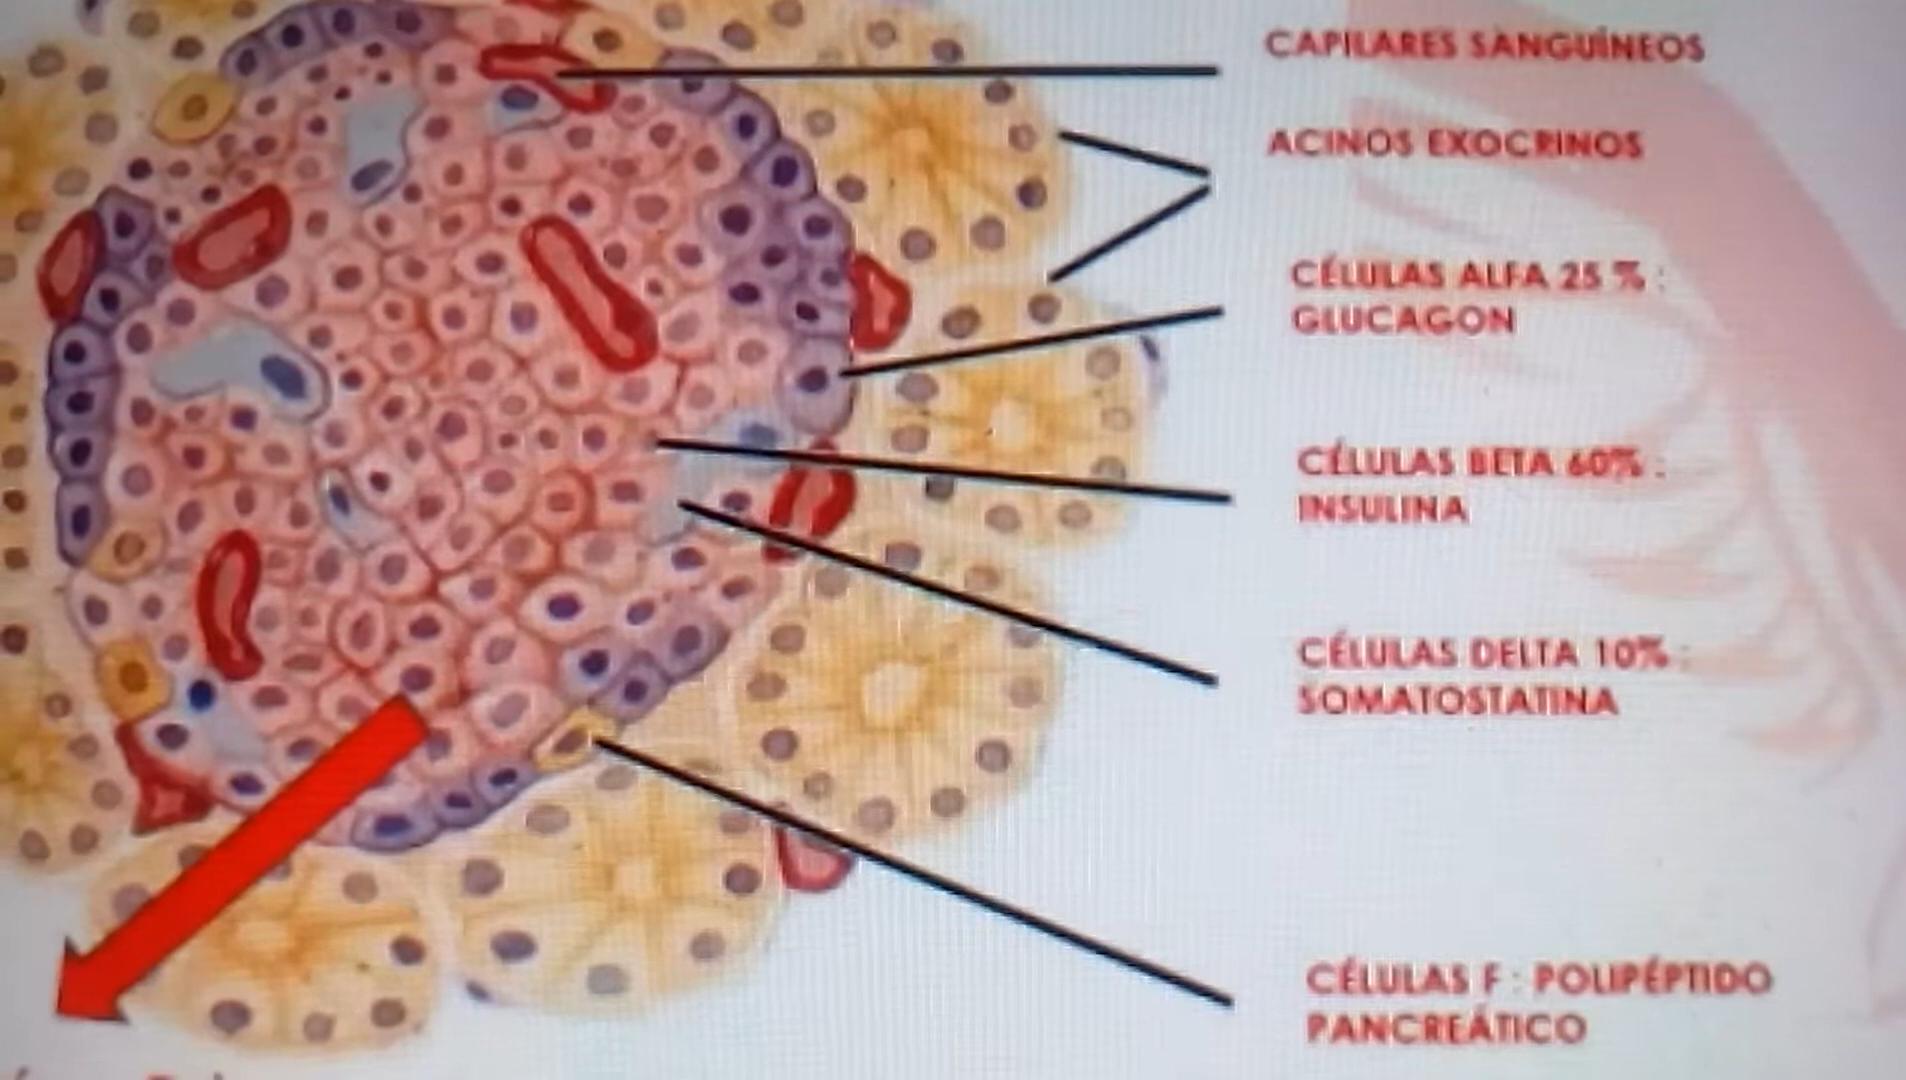 CAPILARES SANGUÍNEOS
ACINOS EXOCRINOS
CÉLULAS ALFA 25 % :
GLUCAGON
CÉLULAS BETA 60% :
INSULINA
CÉLULAS DELTA 10% :
SOMATOSTATINA
CÉLULAS F : POLIPÉPTIDO
PANCREÁTICO